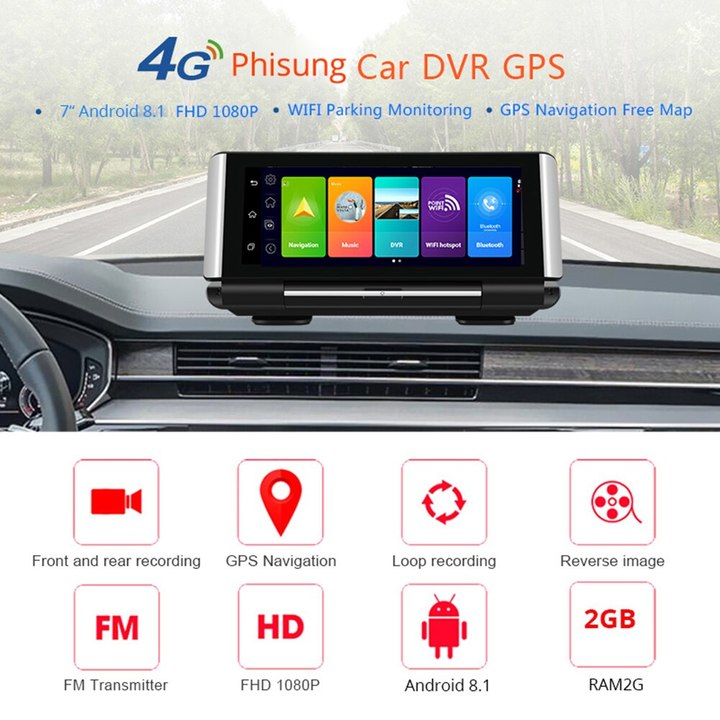 4G Phisung Car DVR GPS
• 7“ Android 8.1 FHD 1080P • WIFI Parking Monitoring • GPS Navigation Free Map
POINT
WIFI
Navigation Music DVR WIFI hotspot Bluetooth
Front and rear recording GPS Navigation Loop recording Reverse image
FM HD 2GB
FM Transmitter FHD 1080P Android 8.1 RAM2G